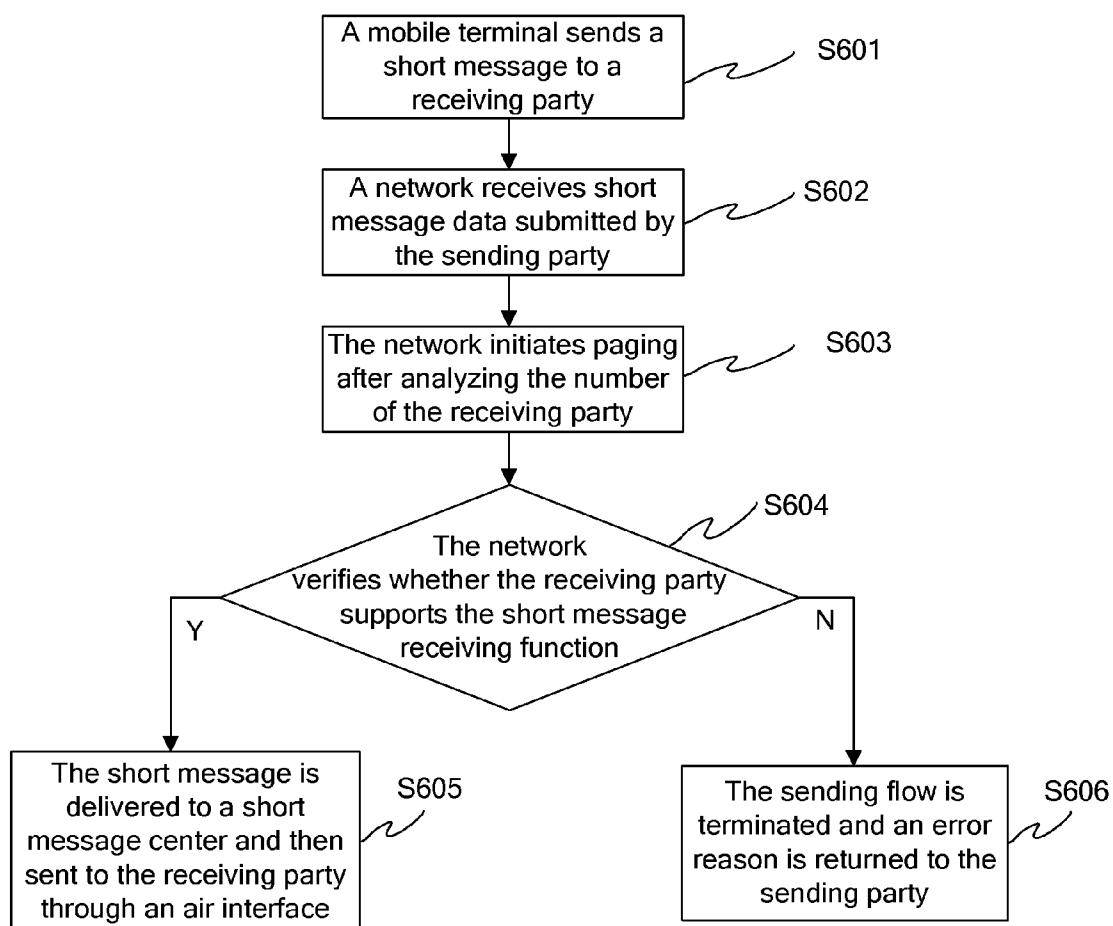 A mobile terminal sends a
short message to a
receiving party
S601
A network receives short
message data submitted by
the sending party
S602
The network initiates paging
after analyzing the number
of the receiving party
S603
The network
verifies whether the receiving party
supports the short message
receiving function
S604
Y
N
The short message is
delivered to a short
message center and then
sent to the receiving party
through an air interface
S605
The sending flow is
terminated and an error
reason is returned to the
sending party
S606